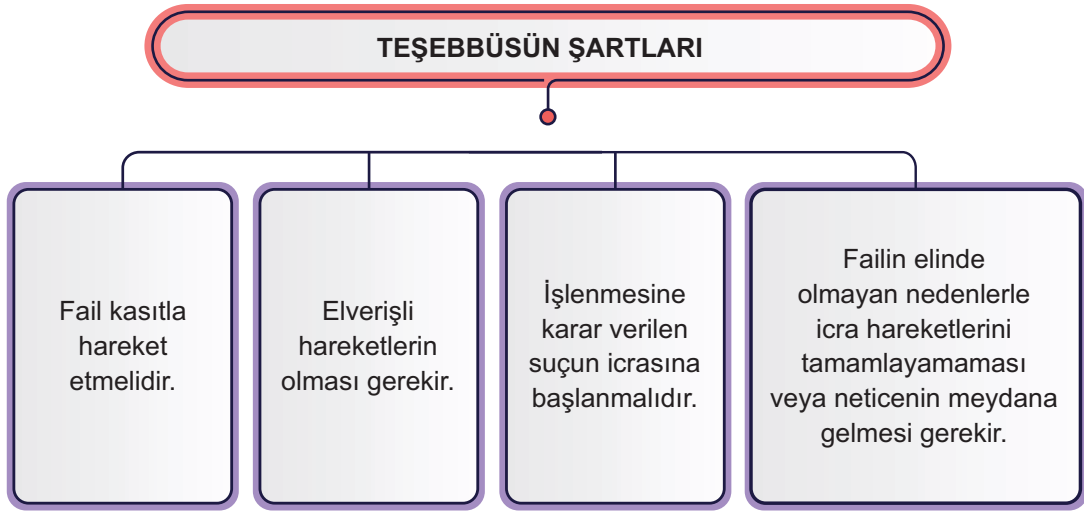 TEŞEBBÜSÜN ŞARTLARI
Fail kasıtla
hareket
etmelidir.
Elverişli
hareketlerin
olması gerekir.
İşlenmesine
karar verilen
suçun icrasına
başlanmalıdır.
Failin elinde
olmayan nedenlerle
icra hareketlerini
tamamlayamaması
veya neticenin meydana
gelmesi gerekir.